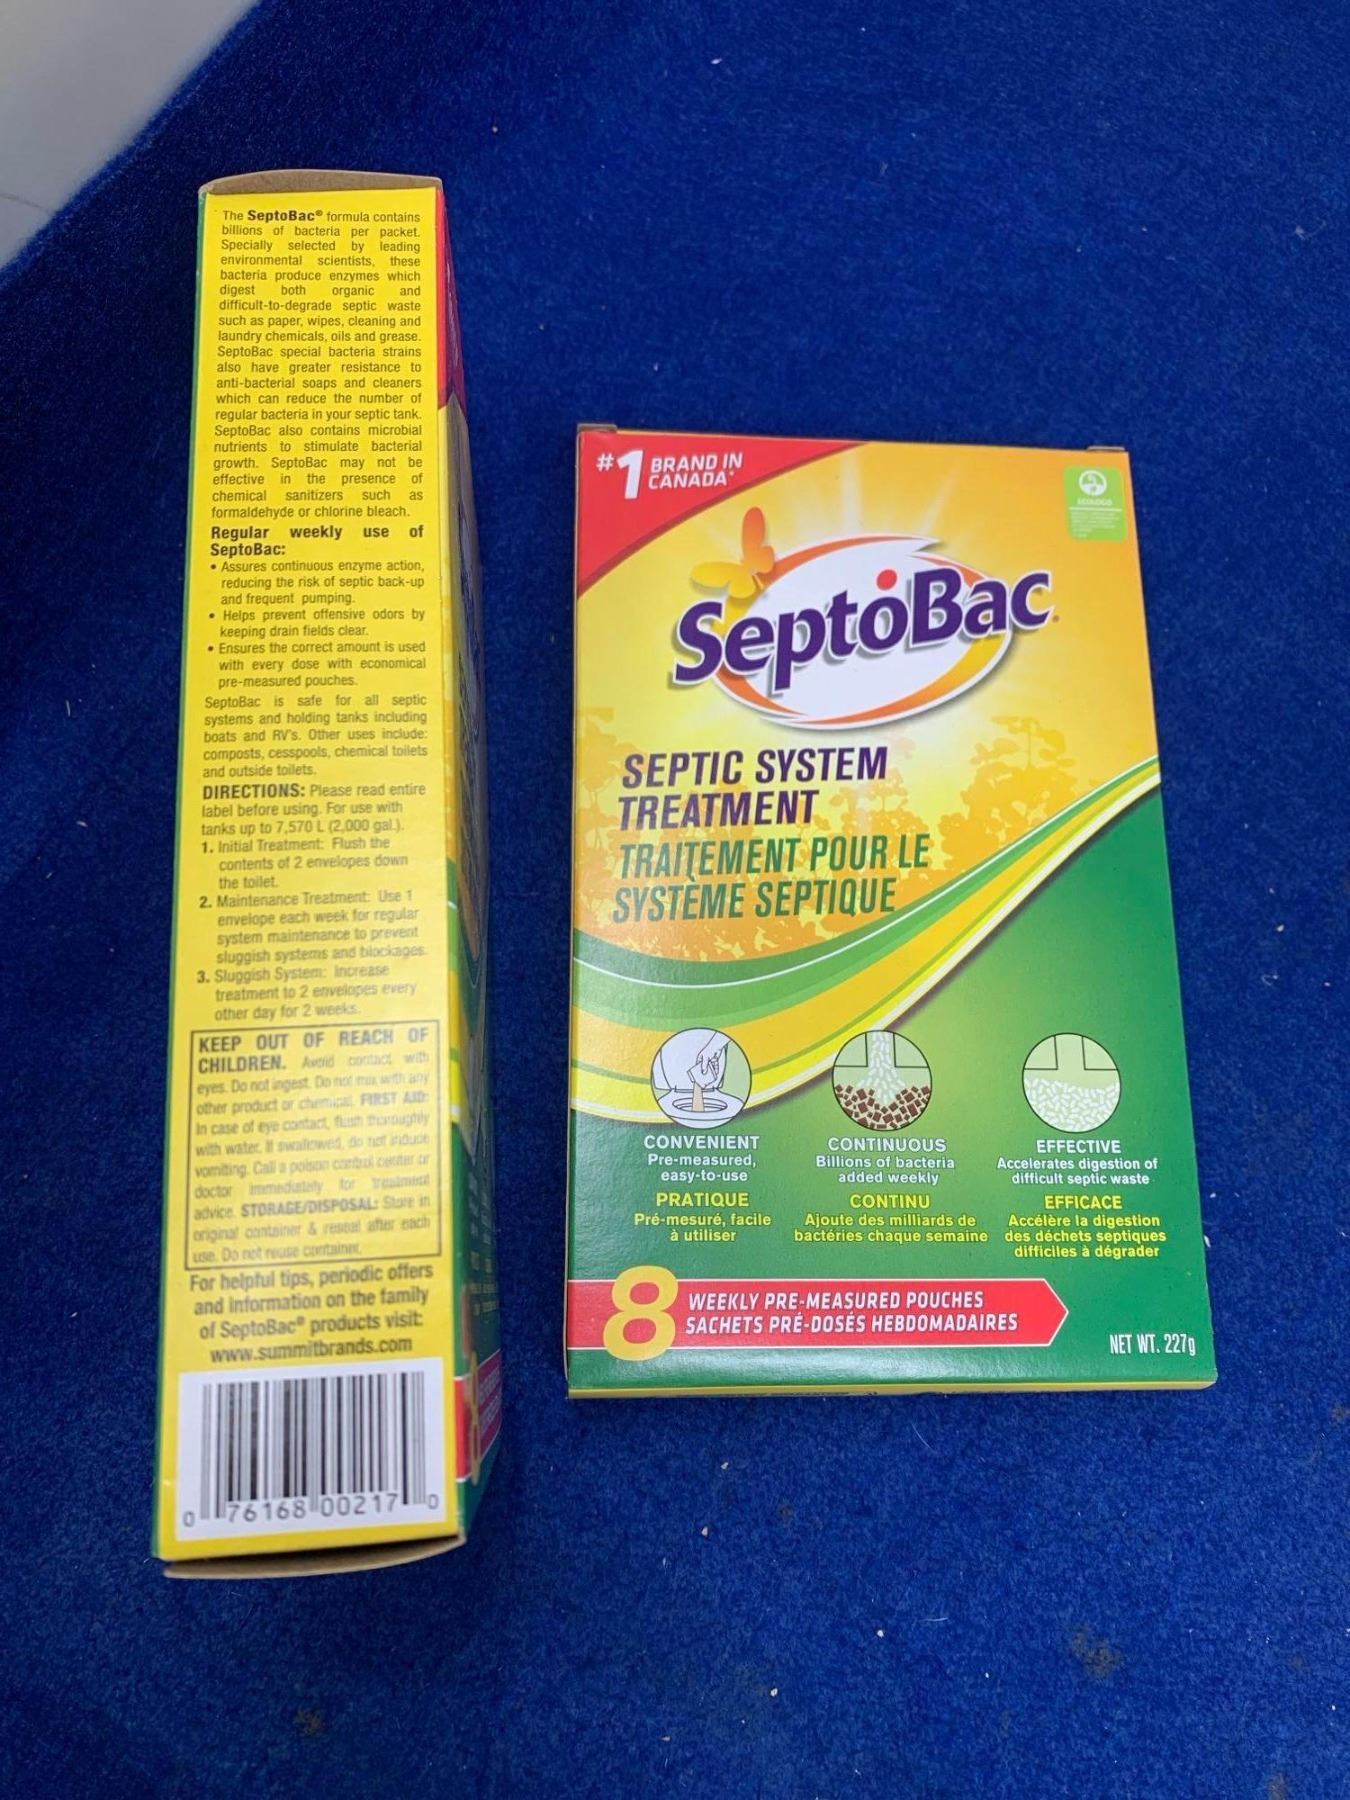 The SeptoBac® formula contains
billions of bacteria per packet.
Specially selected by leading
environmental scientists, these
bacteria produce enzymes which
digest both organic and
difficult-to-degrade septic waste
such as paper, wipes, cleaning and
laundry chemicals, oils and grease.
SeptoBac special bacteria strains
also have greater resistance to
anti-bacterial soaps and cleaners
which can reduce the number of
regular bacteria in your septic tank.
SeptoBac also contains microbial
nutrients to stimulate bacterial
growth. SeptoBac may not be
effective in the presence of
chemical sanitizers such as
formaldehyde or chlorine bleach.
Regular weekly use of
SeptoBac:
• Assures continuous enzyme action,
reducing the risk of septic back-up
and frequent pumping.
• Helps prevent offensive odors by
keeping drain fields clear.
• Ensures the correct amount is used
with every dose with economical
pre-measured pouches.
SeptoBac is safe for all septic
systems and holding tanks including
boats and RV's. Other uses include:
composts, cesspools, chemical toilets
and outside toilets.
DIRECTIONS: Please read entire
label before using. For use with
tanks up to 7,570 L (2,000 gal.).
1. Initial Treatment: Flush the
contents of 2 envelopes down
the toilet.
2. Maintenance Treatment: Use 1
envelope each week for regular
system maintenance to prevent
sluggish systems and blockages.
3. Sluggish System: Increase
treatment to 2 envelopes every
other day for 2 weeks.
KEEP OUT OF REACH OF
CHILDREN. Avoid contact with
eyes. Do not ingest. Do not mix with any
other product or chemical. FIRST AID:
In case of eye contact, flush thoroughly
with water. If swallowed, do not induce
vomiting. Call a poison control center or
doctor immediately for treatment
advice. STORAGE/DISPOSAL: Store in
original container & reseal after each
use. Do not reuse container.
For helpful tips, periodic offers
and information on the family
of SeptoBac® products visit:
www.summitbrands.com
0 76168 00217 0
#1 BRAND IN
CANADA*
ECOLOGO
SeptoBac®
SEPTIC SYSTEM
TREATMENT
TRAITEMENT POUR LE
SYSTÈME SEPTIQUE
CONVENIENT
Pre-measured,
easy-to-use
PRATIQUE
Pré-mesuré, facile
à utiliser
CONTINUOUS
Billions of bacteria
added weekly
CONTINU
Ajoute des milliards de
bactéries chaque semaine
EFFECTIVE
Accelerates digestion of
difficult septic waste
EFFICACE
Accélère la digestion
des déchets septiques
difficiles à dégrader
8 WEEKLY PRE-MEASURED POUCHES
SACHETS PRÉ-DOSÉS HEBDOMADAIRES
NET WT. 227g